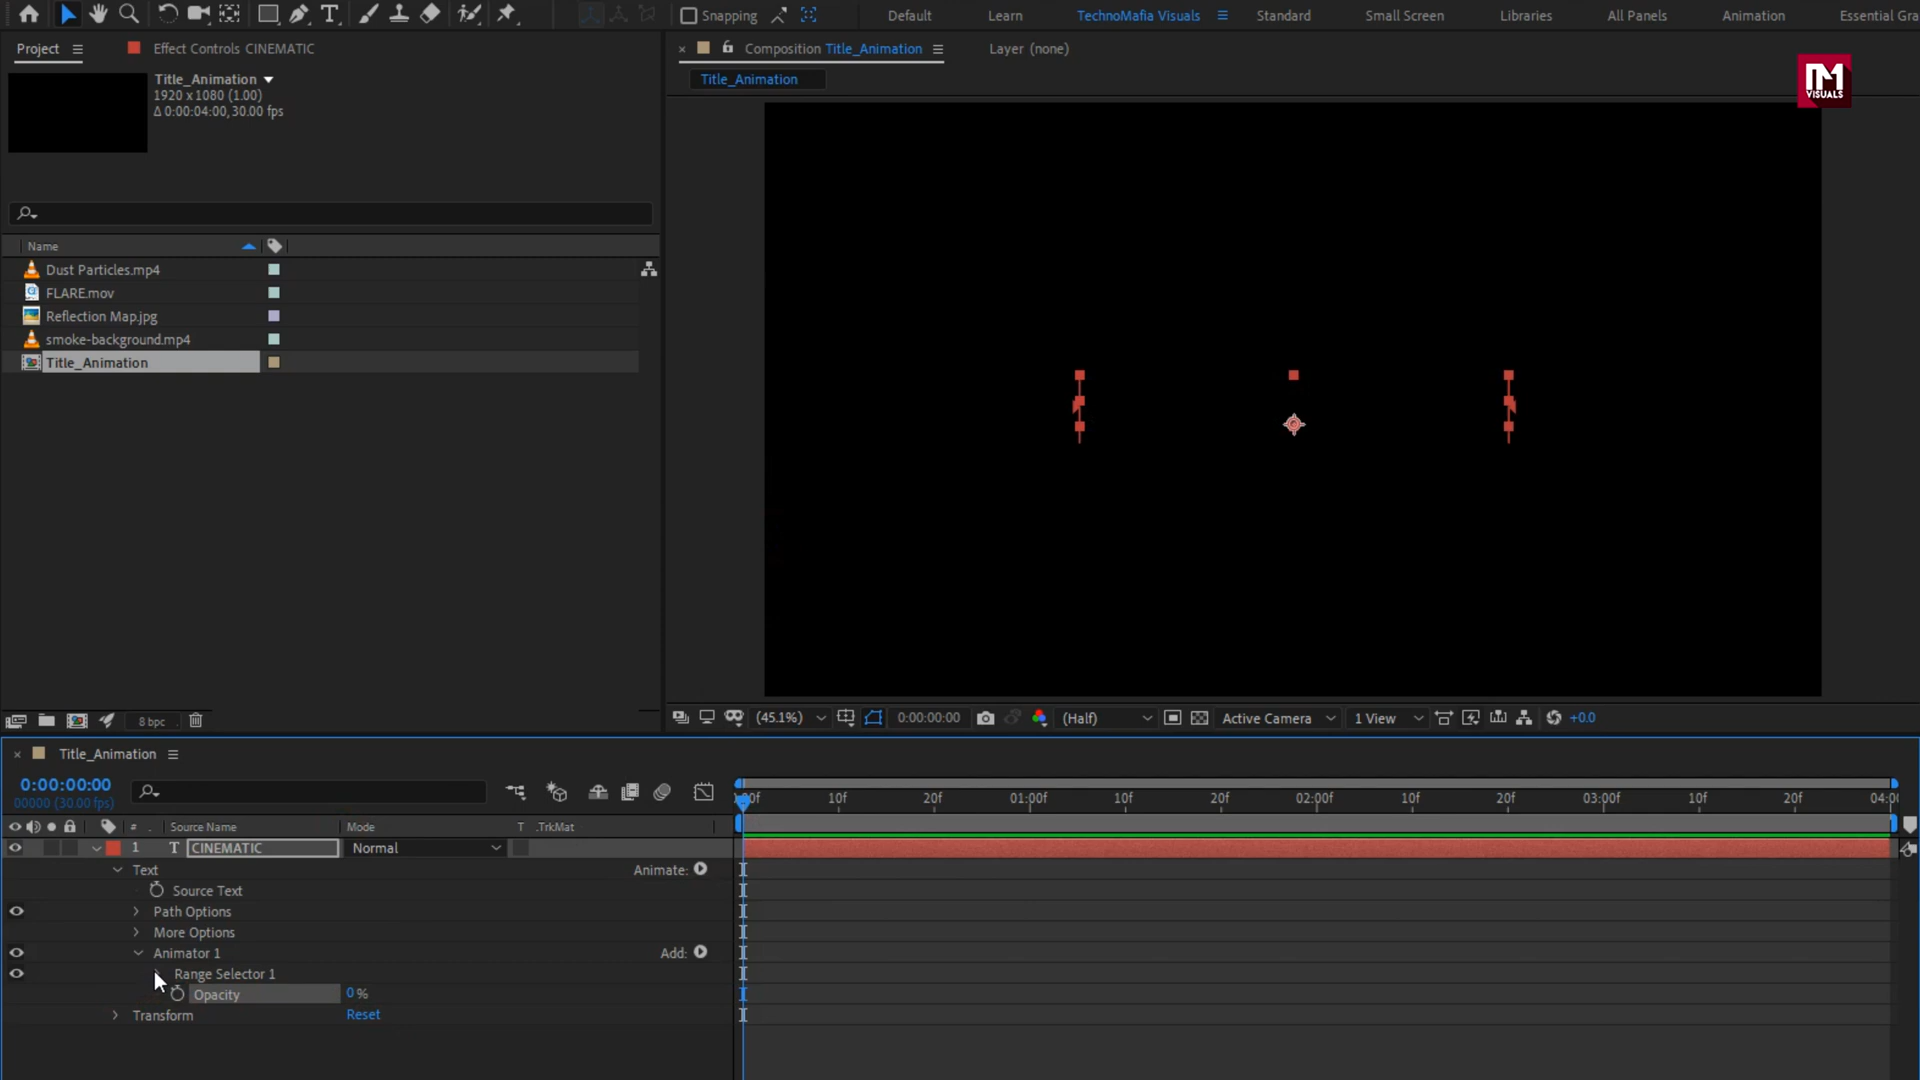 Snapping
Default
Learn
TechnoMafia Visuals
Standard
Small Screen
Libraries
All Panels
Animation
Essential Gra
Project
Effect Controls CINEMATIC
Composition Title_Animation
Layer (none)
Title_Animation
1920 x 1080 (1.00)
Δ 0:00:04:00, 30.00 fps
Title_Animation
VISUALS
Name
Dust Particles.mp4
FLARE.mov
Reflection Map.jpg
smoke-background.mp4
Title_Animation
8 bpc
(45.1%)
0:00:00:00
(Half)
Active Camera
1 View
+0.0
Title_Animation
0:00:00:00
00000 (30.00 fps)
10f
20f
01:00f
10f
20f
02:00f
10f
20f
03:00f
10f
20f
# . Source Name
Mode
T .TrkMat
1 T CINEMATIC
Normal
Text
Animate:
Source Text
Path Options
More Options
Animator 1
Add:
Range Selector 1
Opacity
0 %
Transform
Reset